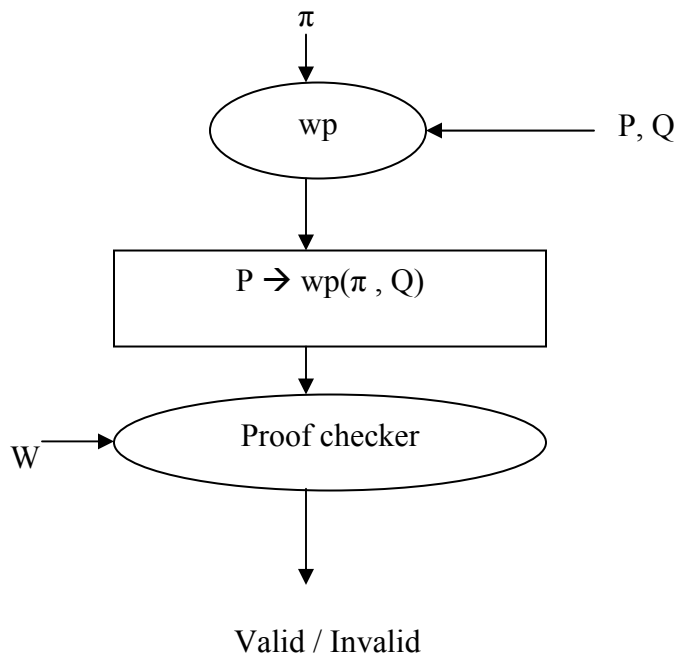 π
wp
P, Q
P → wp(π , Q)
Proof checker
W
Valid / Invalid